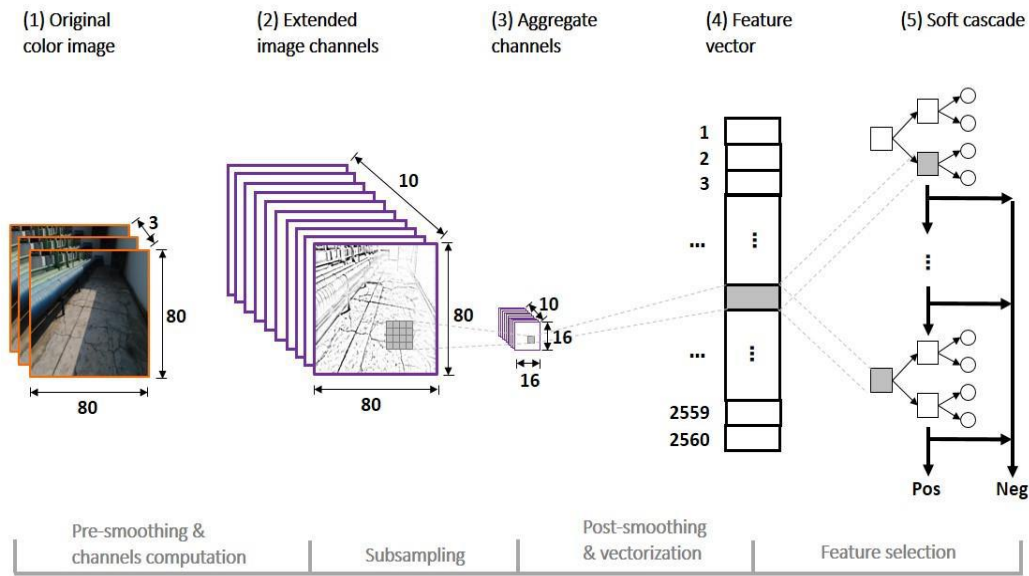 (1) Original
color image
(2) Extended
image channels
(3) Aggregate
channels
(4) Feature
vector
(5) Soft cascade
3
80
80
10
80
80
10
16
16
1
2
3
...
...
...
...
2559
2560
...
Pos
Neg
Pre-smoothing &
channels computation
Subsampling
Post-smoothing
& vectorization
Feature selection